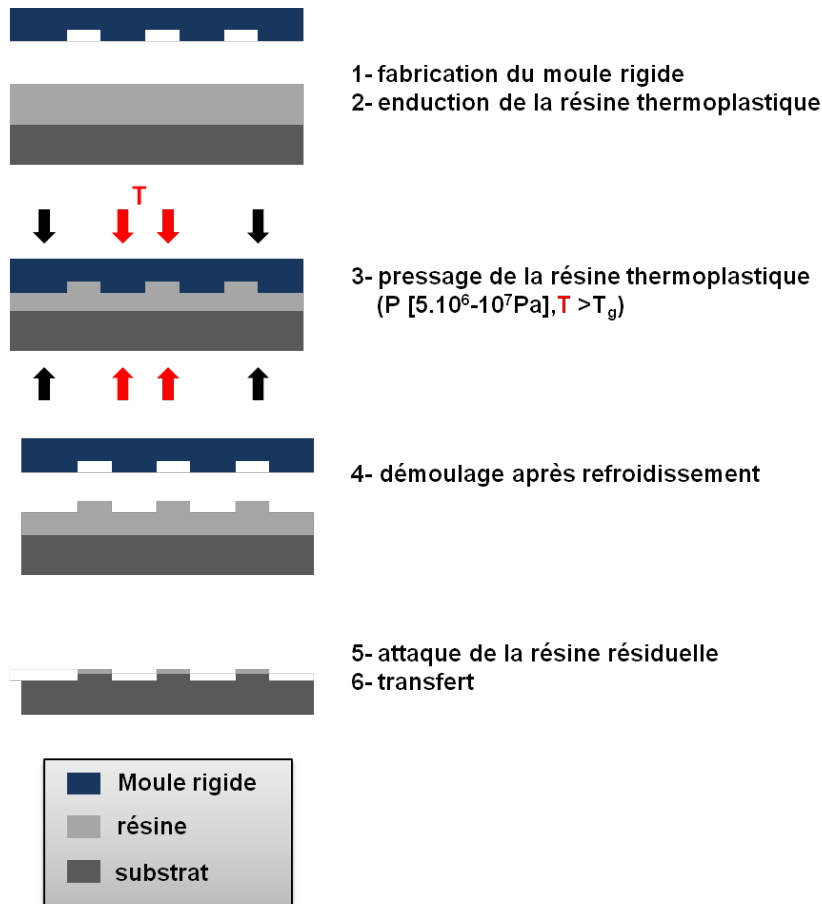 1- fabrication du moule rigide
2- enduction de la résine thermoplastique
T
3- pressage de la résine thermoplastique
(P [5.10⁶-10⁷Pa],T >Tg)
4- démoulage après refroidissement
5- attaque de la résine résiduelle
6- transfert
Moule rigide
résine
substrat